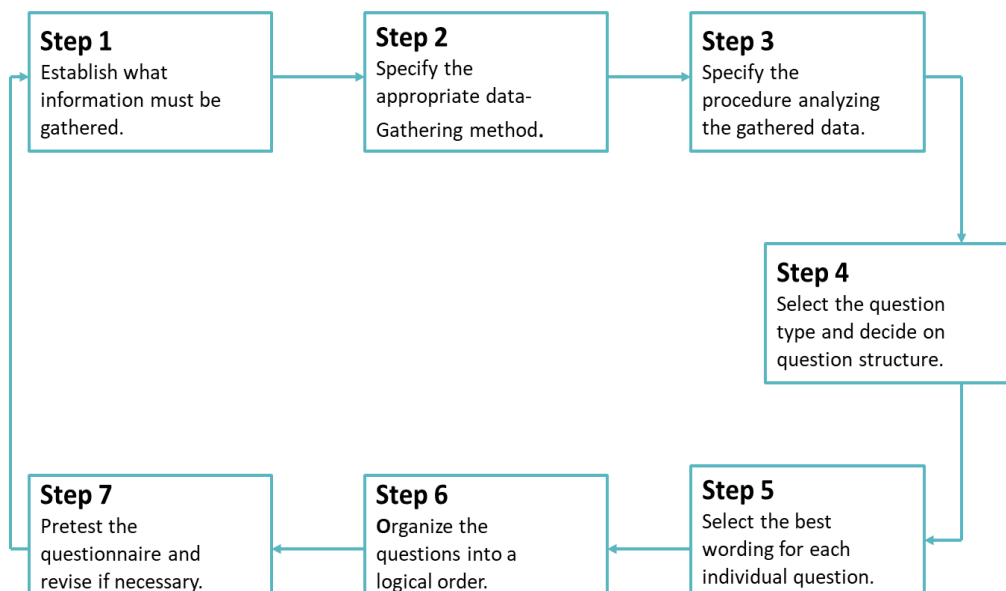 Step 1
Establish what
information must be
gathered.
Step 2
Specify the
appropriate data-
Gathering method.
Step 3
Specify the
procedure analyzing
the gathered data.
Step 4
Select the question
type and decide on
question structure.
Step 5
Select the best
wording for each
individual question.
Step 6
Organize the
questions into a
logical order.
Step 7
Pretest the
questionnaire and
revise if necessary.